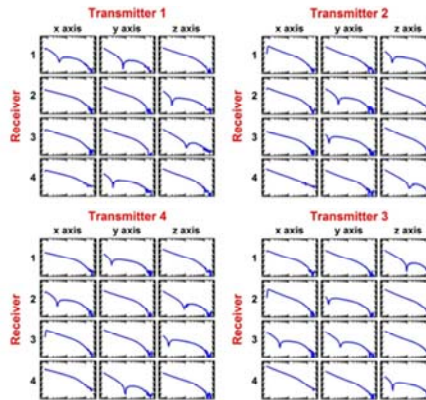 Transmitter 1
x axis y axis z axis
1
2
3
4
Receiver
Transmitter 2
x axis y axis z axis
1
2
3
4
Receiver
Transmitter 4
x axis y axis z axis
1
2
3
4
Receiver
Transmitter 3
x axis y axis z axis
1
2
3
4
Receiver